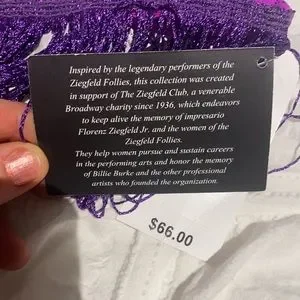 Inspired by the legendary performers of the
Ziegfeld Follies, this collection was created
in support of The Ziegfeld Club, a venerable
Broadway charity since 1936, which endeavors
to keep alive the memory of impresario
Florenz Ziegfeld Jr. and the women of the
Ziegfeld Follies.
They help women pursue and sustain careers
in the performing arts and honor the memory
of Billie Burke and the other professional
artists who founded the organization.
$66.00